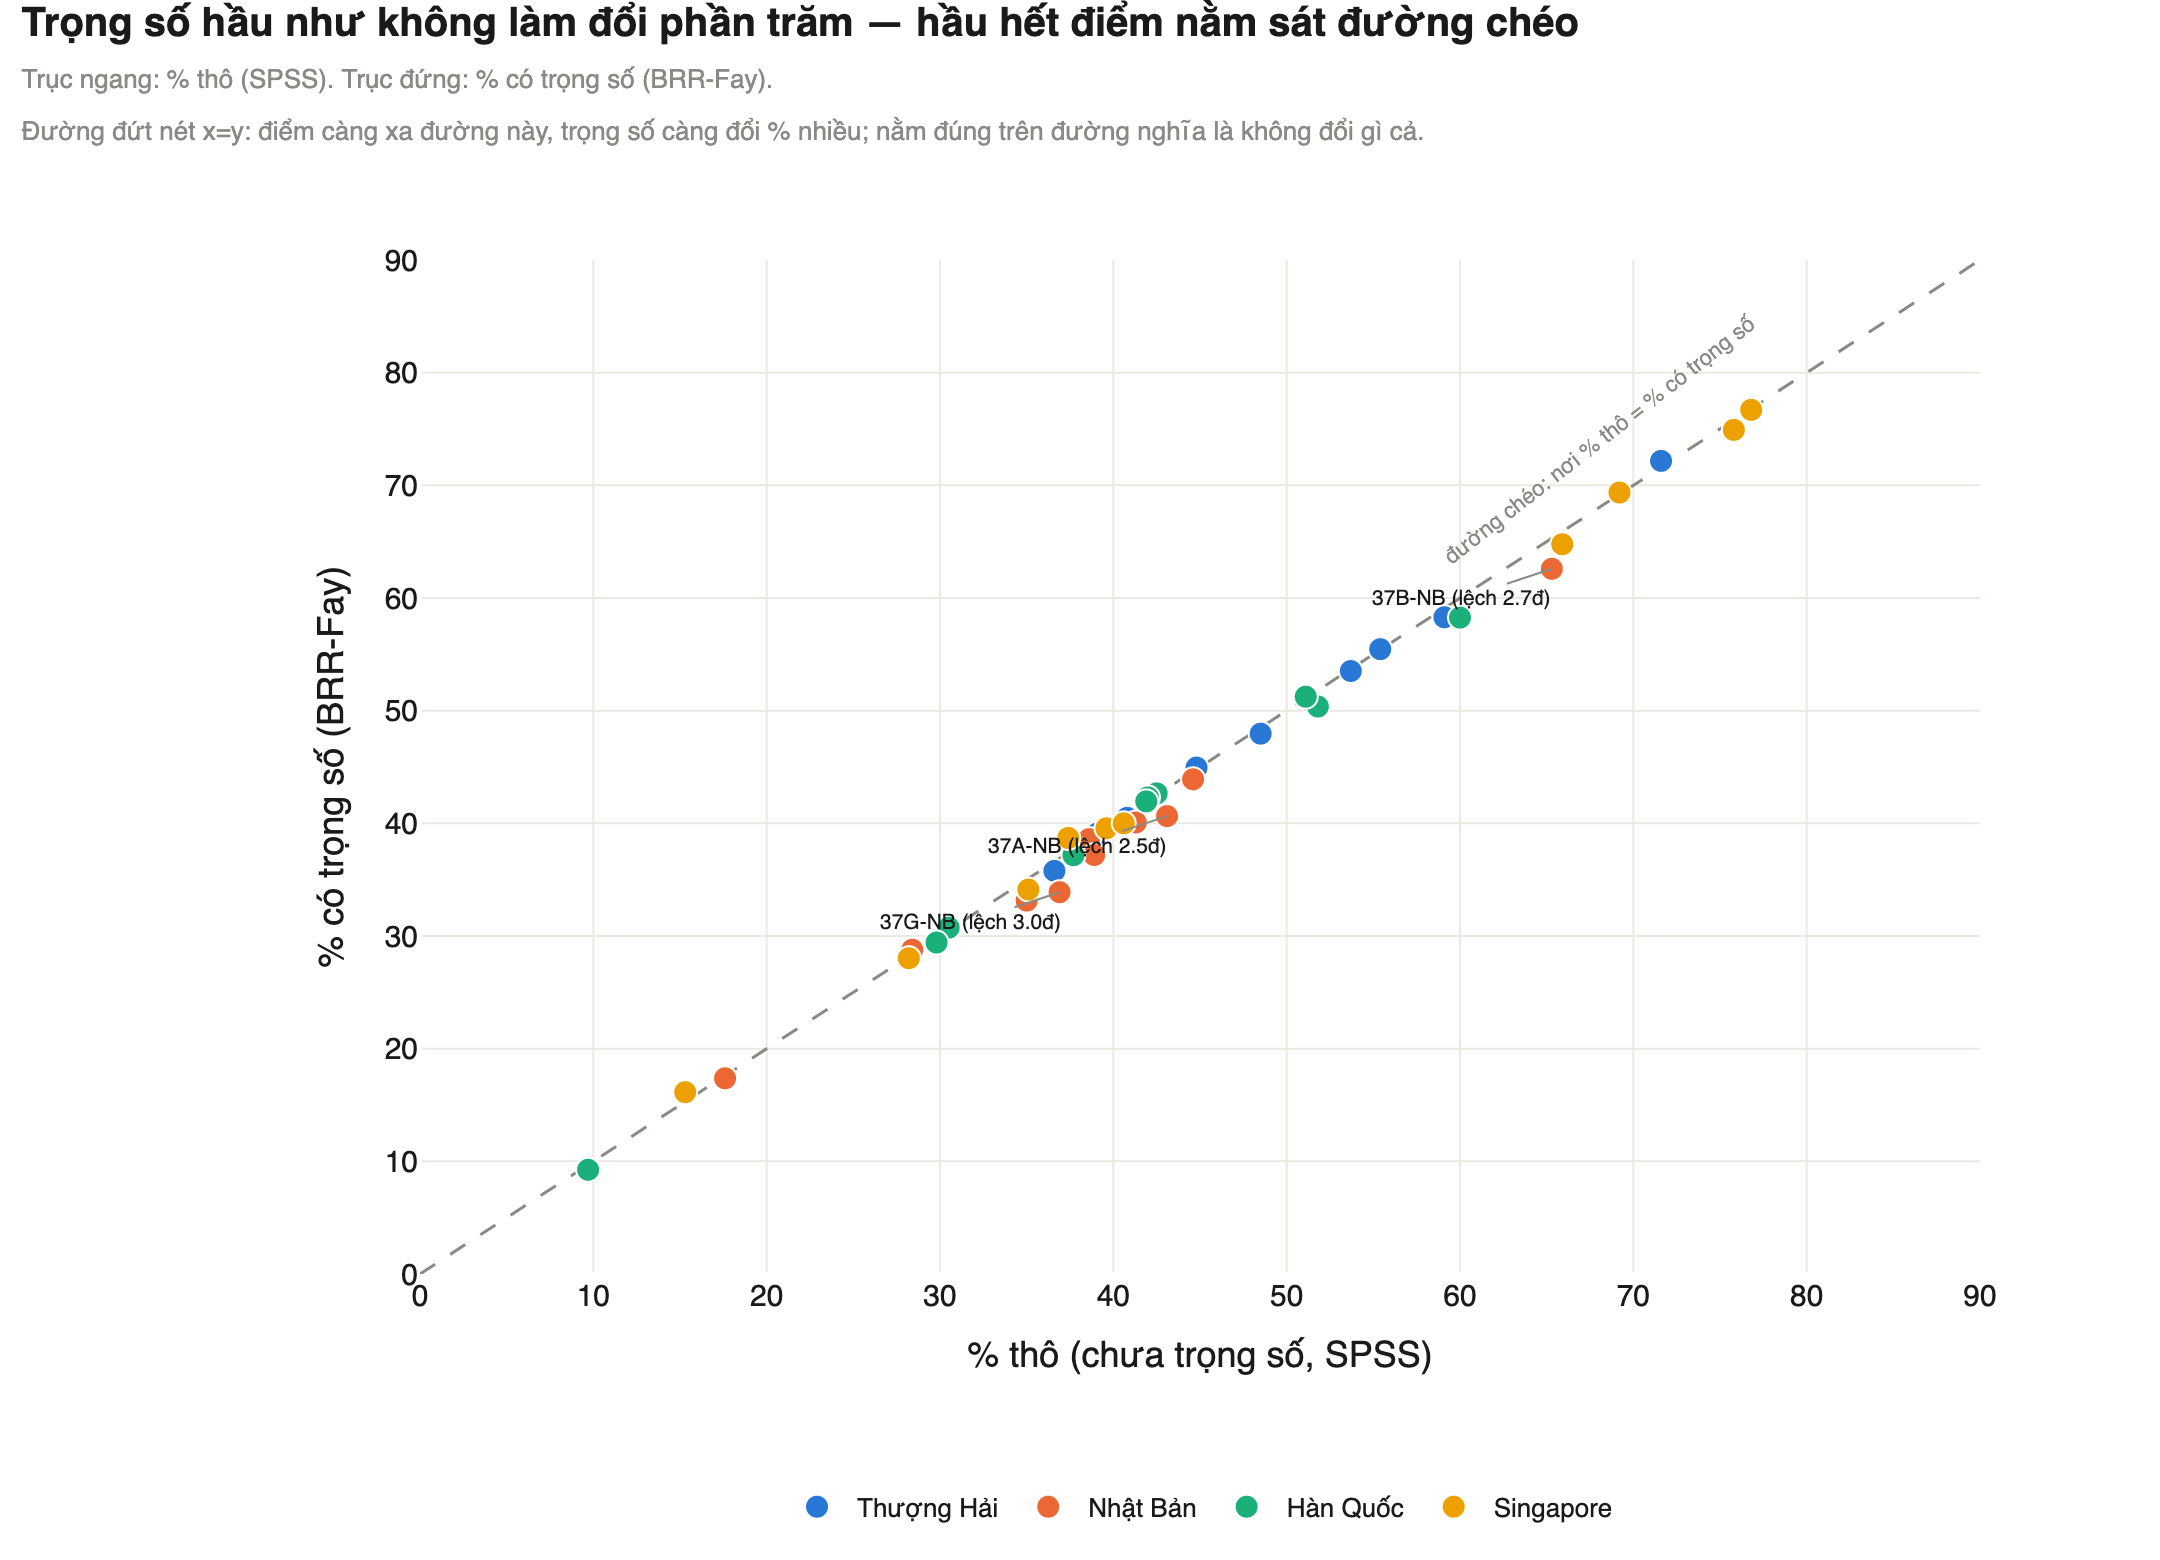 Trọng số hầu như không làm đổi phần trăm — hầu hết điểm nằm sát đường chéo
Trục ngang: % thô (SPSS). Trục đứng: % có trọng số (BRR-Fay).
Đường đứt nét x=y: điểm càng xa đường này, trọng số càng đổi % nhiều; nằm đúng trên đường nghĩa là không đổi gì cả.
90
80
70
60
50
40
30
20
10
0
% có trọng số (BRR-Fay)
đường chéo: nơi % thô = % có trọng số
37B-NB (lệch 2.7đ)
37A-NB (lệch 2.5đ)
37G-NB (lệch 3.0đ)
0 10 20 30 40 50 60 70 80 90
% thô (chưa trọng số, SPSS)
Thượng Hải Nhật Bản Hàn Quốc Singapore